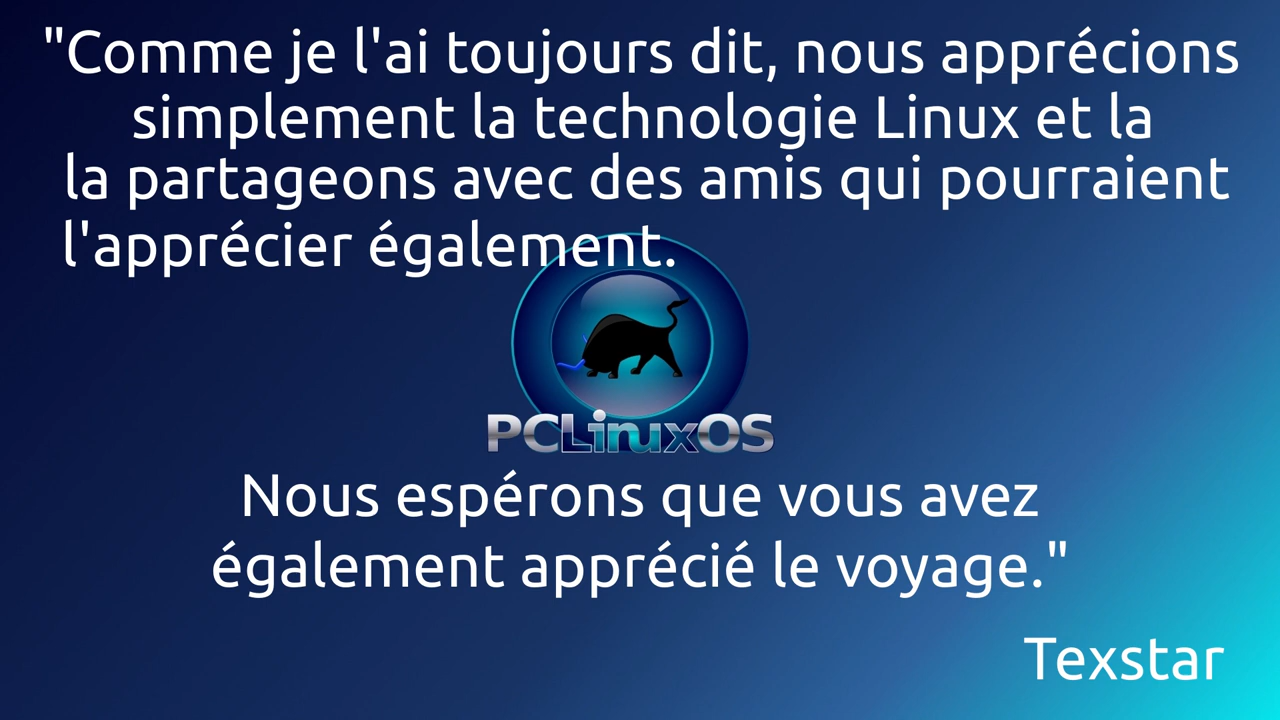 "Comme je l'ai toujours dit, nous apprécions
simplement la technologie Linux et la
la partageons avec des amis qui pourraient
l'apprécier également.
PCLinuxOS
Nous espérons que vous avez
également apprécié le voyage."
Texstar